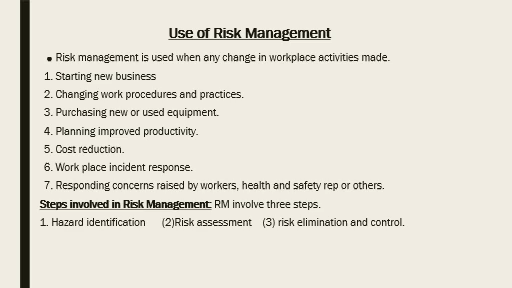 Use of Risk Management
• Risk management is used when any change in workplace activities made.
1. Starting new business
2. Changing work procedures and practices.
3. Purchasing new or used equipment.
4. Planning improved productivity.
5. Cost reduction.
6. Work place incident response.
7. Responding concerns raised by workers, health and safety rep or others.
Steps involved in Risk Management: RM involve three steps.
1. Hazard identification (2)Risk assessment (3) risk elimination and control.